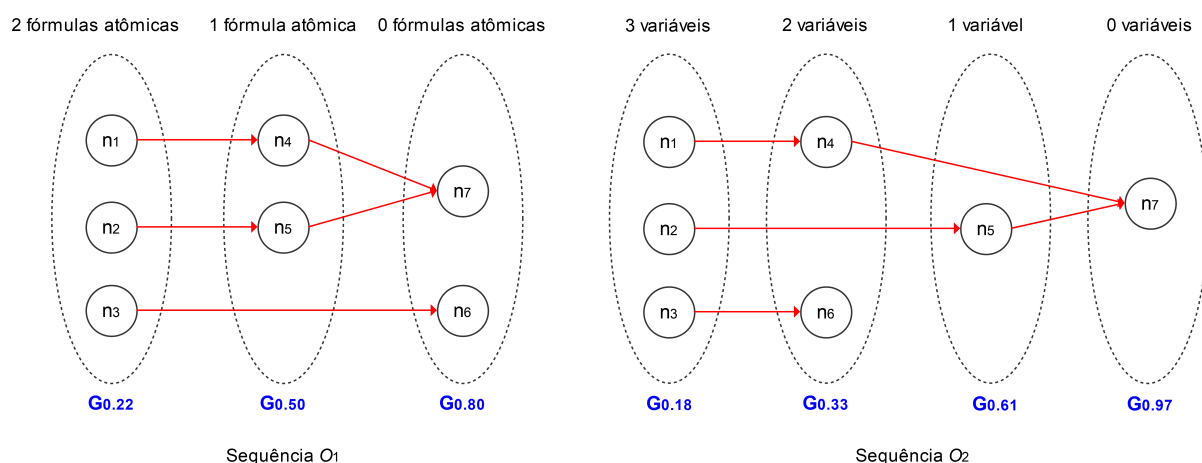 2 fórmulas atômicas 1 fórmula atômica 0 fórmulas atômicas
n1 n4
n7
n2 n5
n3 n6
G0.22 G0.50 G0.80
Sequência O1
3 variáveis 2 variáveis 1 variável 0 variáveis
n1 n4
n7
n2 n5
n3 n6
G0.18 G0.33 G0.61 G0.97
Sequência O2